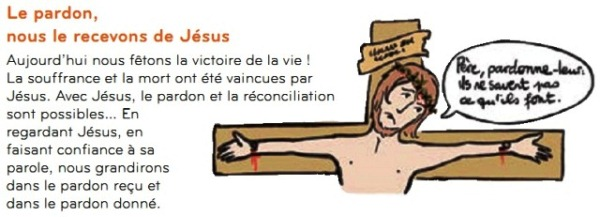 Le pardon,
nous le recevons de Jésus
Aujourd'hui nous fêtons la victoire de la vie !
La souffrance et la mort ont été vaincues par
Jésus. Avec Jésus, le pardon et la réconciliation
sont possibles... En
regardant Jésus, en
faisant confiance à sa
parole, nous grandirons
dans le pardon reçu et
dans le pardon donné.
Père, pardonne-leur.
ils ne savent pas
ce qu'ils font.